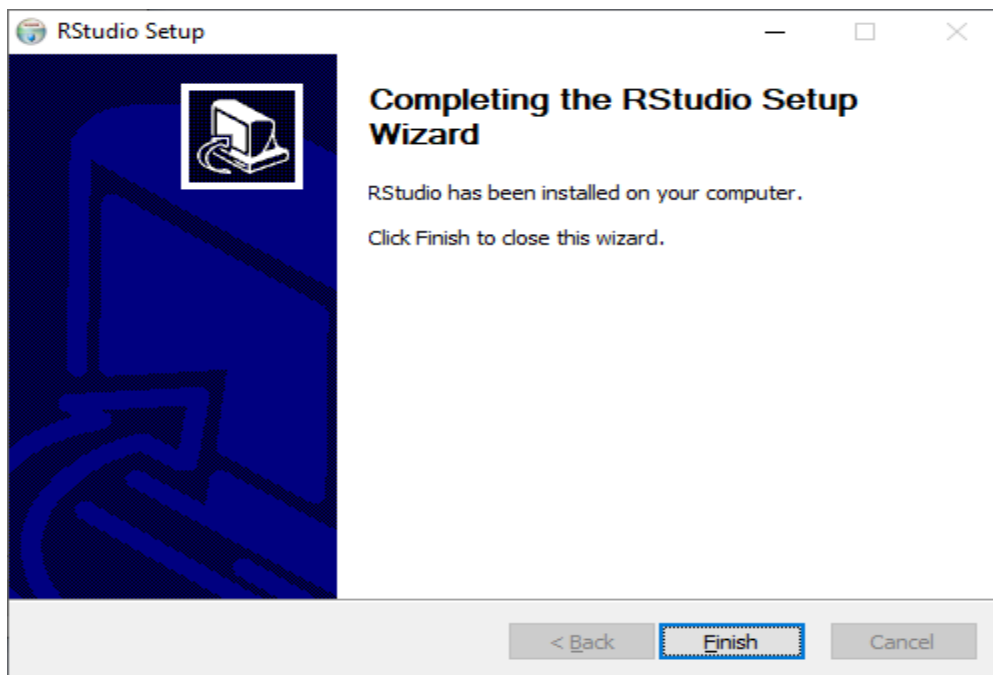 RStudio Setup
Completing the RStudio Setup
Wizard
RStudio has been installed on your computer.
Click Finish to close this wizard.
< Back
Finish
Cancel